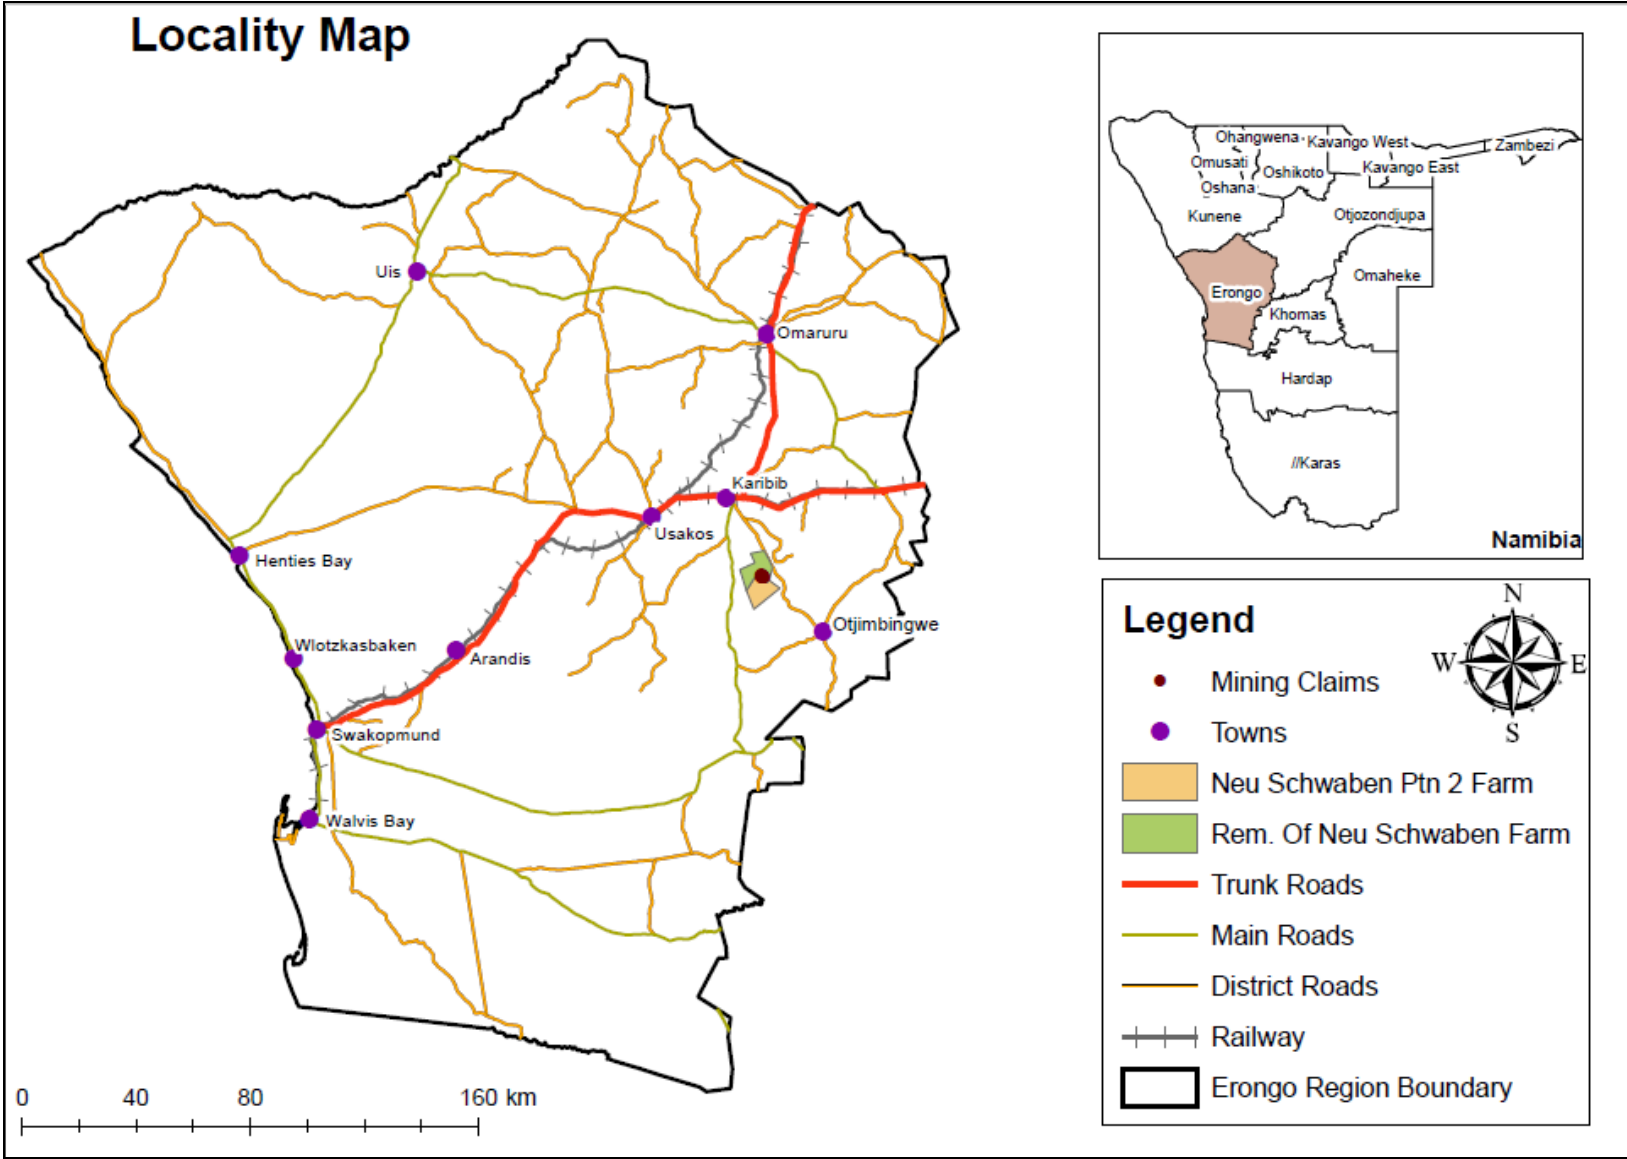 Locality Map
Uis
Omaruru
Karibib
Usakos
Henties Bay
Otjimbingwe
Wlotzkasbaken
Arandis
Swakopmund
Walvis Bay
0 40 80 160 km
Ohangwena
Kavango West
Zambezi
Omusati
Oshikoto
Kavango East
Oshana
Kunene
Otjozondjupa
Omaheke
Erongo
Khomas
Hardap
//Karas
Namibia
Legend
N
W E
S
Mining Claims
Towns
Neu Schwaben Ptn 2 Farm
Rem. Of Neu Schwaben Farm
Trunk Roads
Main Roads
District Roads
Railway
Erongo Region Boundary